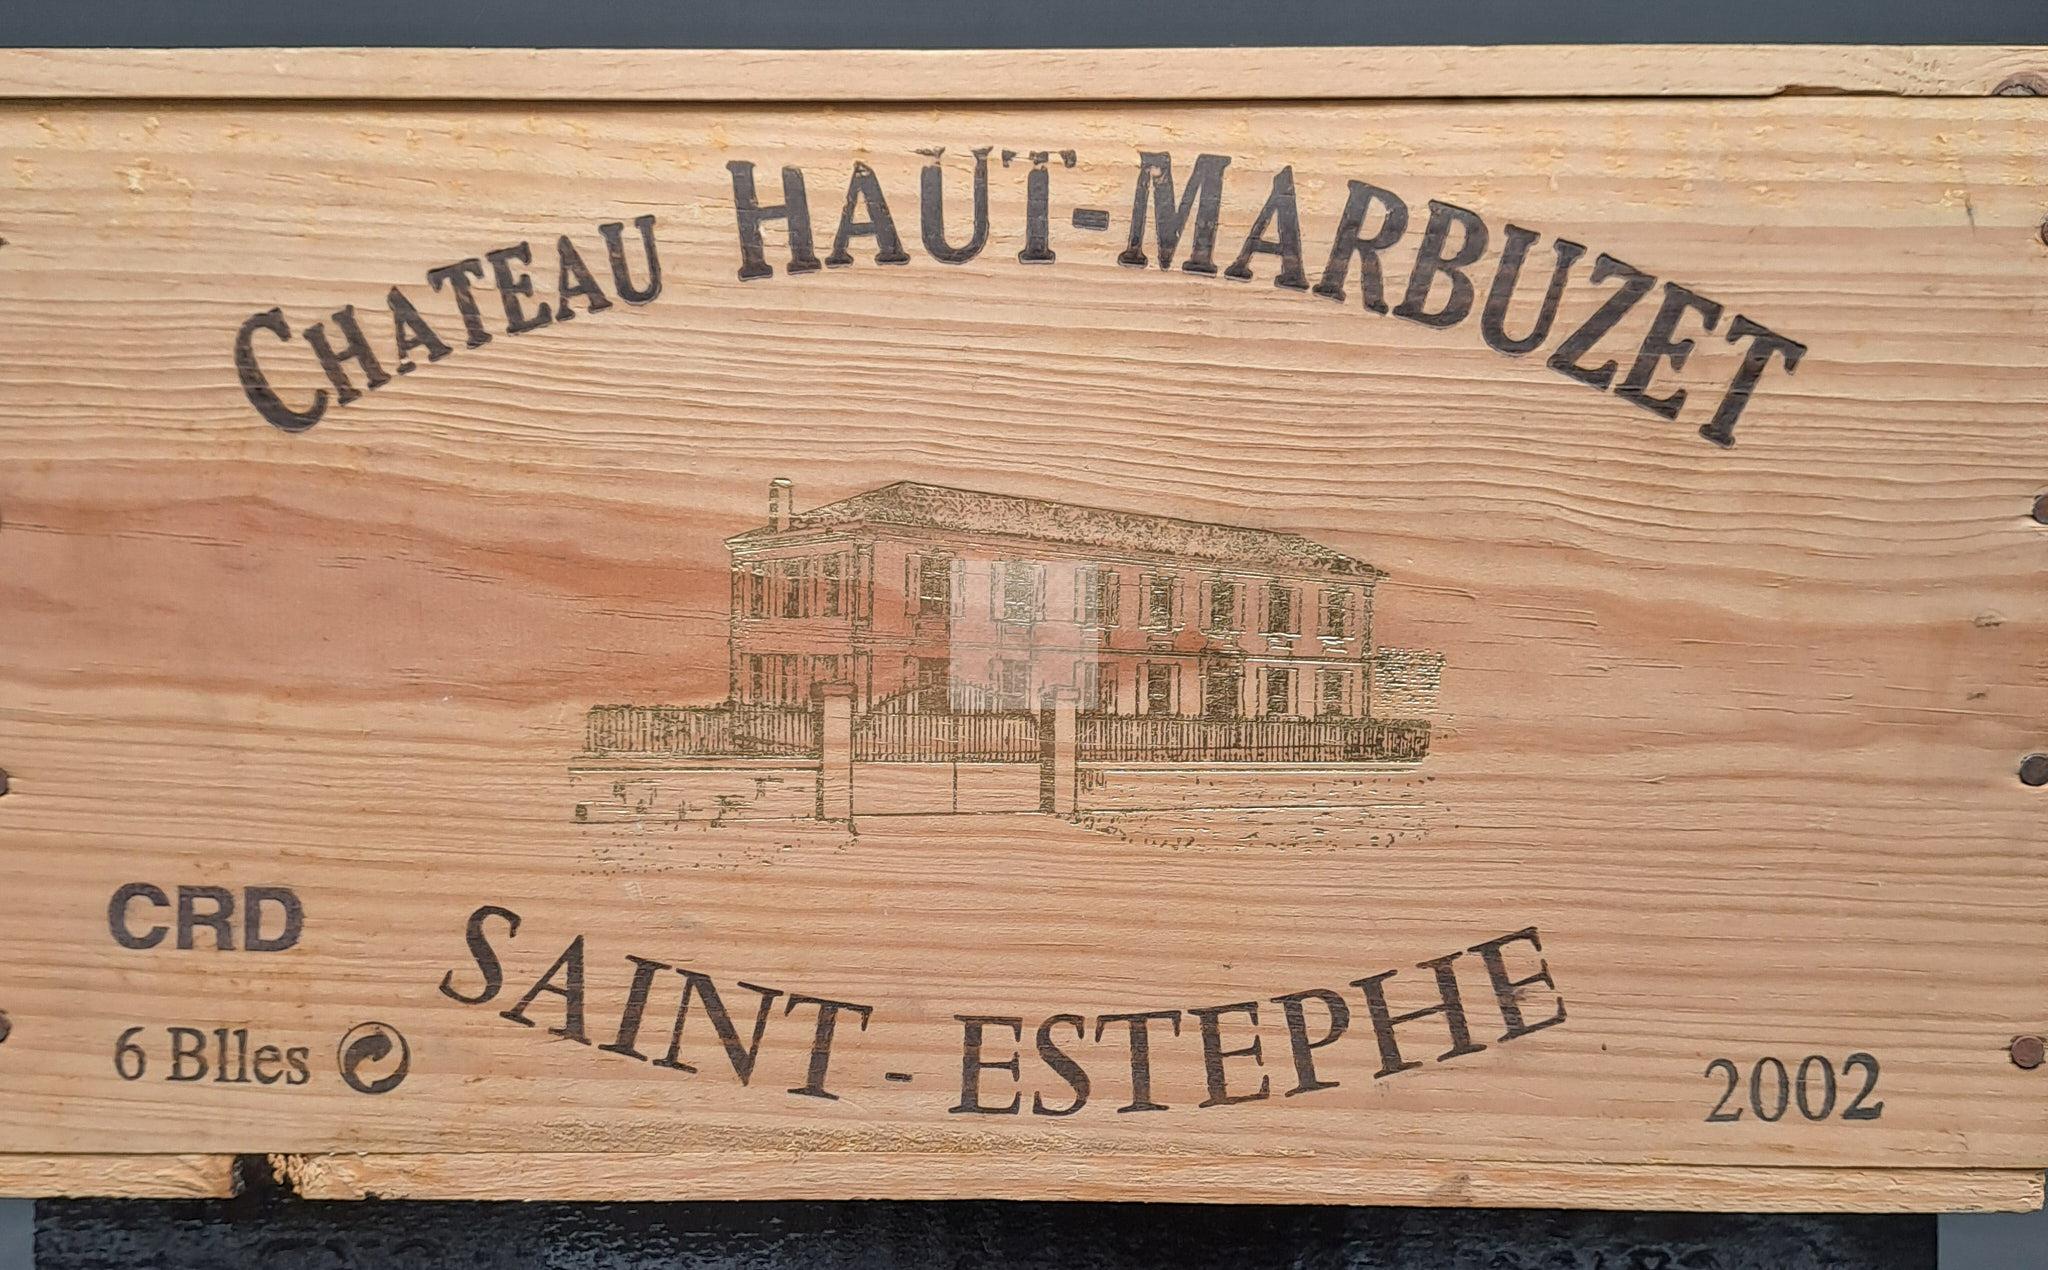 CHATEAU HAUT-MARBUZET
CRD
SAINT-ESTEPHE
6 Blles
2002